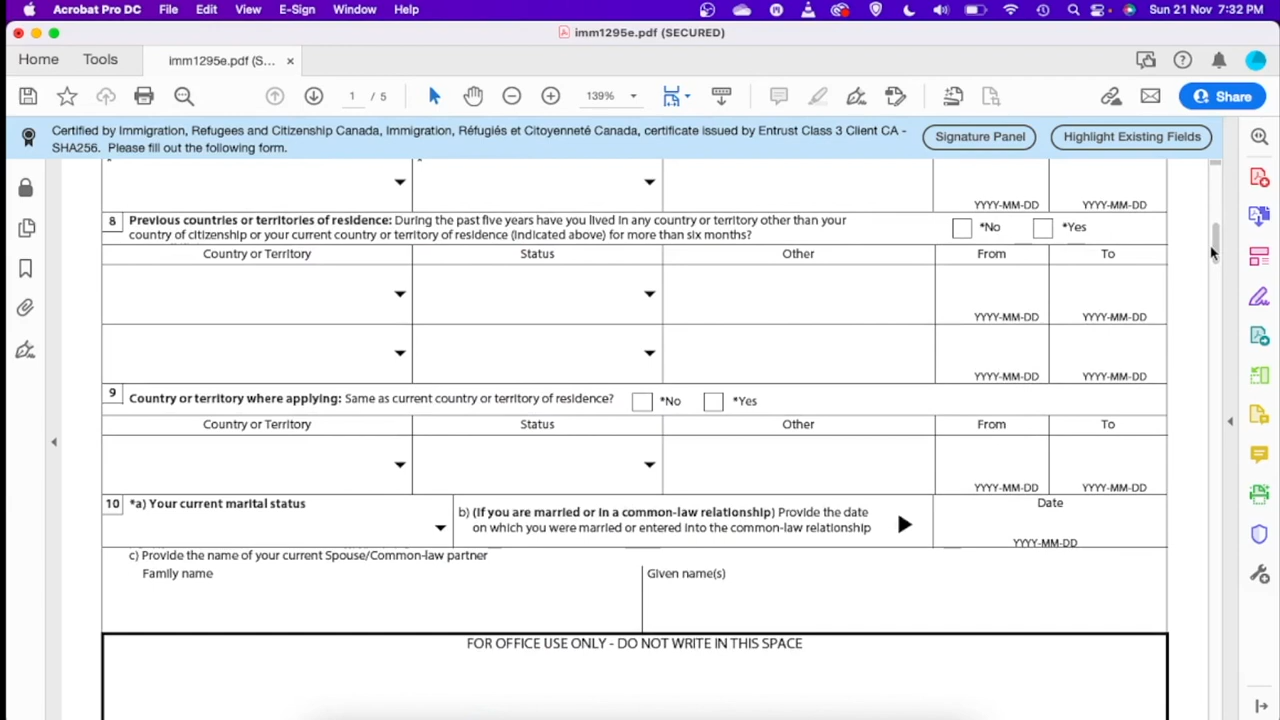 Acrobat Pro DC File Edit View E-Sign Window Help Sun 21 Nov 7:32 PM
imm1295e.pdf (SECURED)
Home Tools imm1295e.pdf (S... ×
1 / 5 139% Share
Certified by Immigration, Refugees and Citizenship Canada, Immigration, Réfugiés et Citoyenneté Canada, certificate issued by Entrust Class 3 Client CA -
SHA256. Please fill out the following form.
Signature Panel Highlight Existing Fields
YYYY-MM-DD YYYY-MM-DD
8 Previous countries or territories of residence: During the past five years have you lived in any country or territory other than your
country of citizenship or your current country or territory of residence (indicated above) for more than six months?
*No *Yes
Country or Territory Status Other From To
YYYY-MM-DD YYYY-MM-DD
YYYY-MM-DD YYYY-MM-DD
9 Country or territory where applying: Same as current country or territory of residence? *No *Yes
Country or Territory Status Other From To
YYYY-MM-DD YYYY-MM-DD
10 *a) Your current marital status
b) (If you are married or in a common-law relationship) Provide the date
on which you were married or entered into the common-law relationship
Date
YYYY-MM-DD
c) Provide the name of your current Spouse/Common-law partner
Family name Given name(s)
FOR OFFICE USE ONLY - DO NOT WRITE IN THIS SPACE